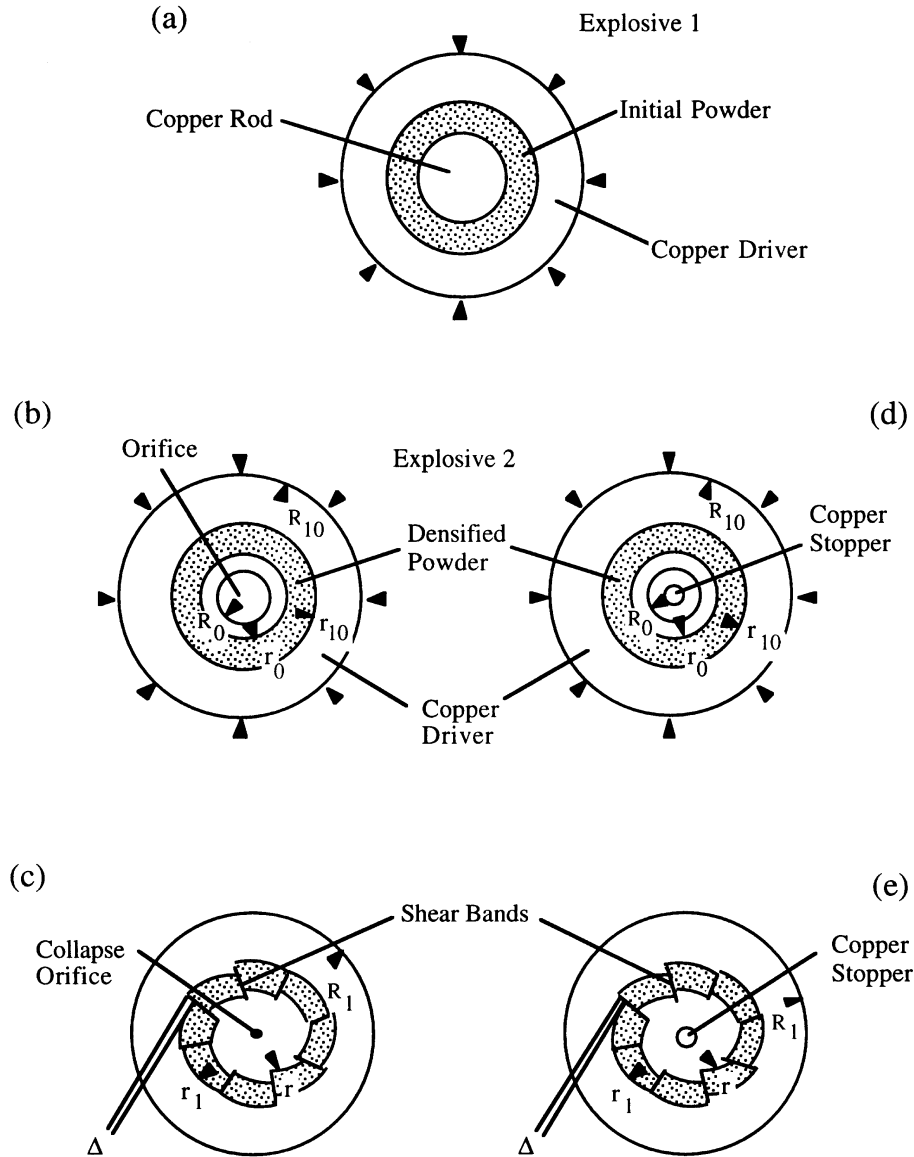 (a)
Explosive 1
Copper Rod
Initial Powder
Copper Driver
(b)
(d)
Orifice
Explosive 2
R10
R10
Copper
Stopper
Densified
Powder
R0
r10
r0
R0
r10
r0
Copper
Driver
(c)
(e)
Shear Bands
Collapse
Orifice
Copper
Stopper
R1
R1
r1
r
r1
r
Δ
Δ